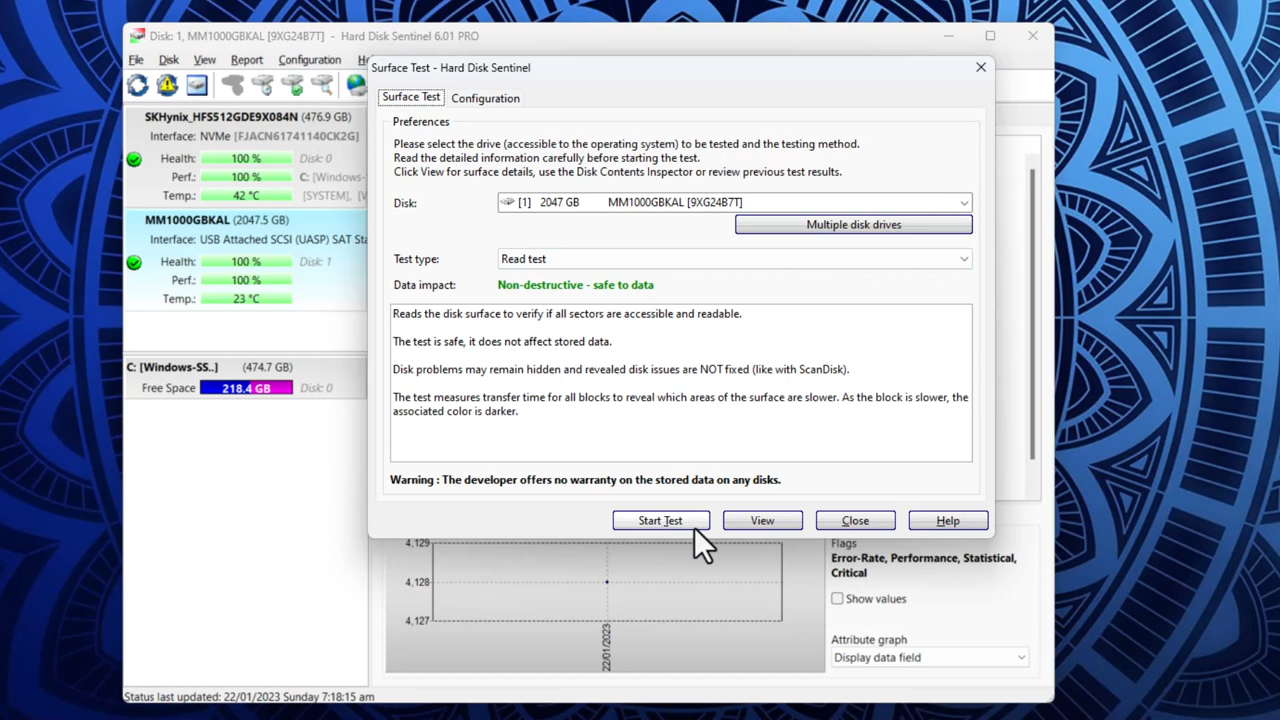 Disk: 1, MM1000GBKAL [9XG24B7T] - Hard Disk Sentinel 6.01 PRO
File Disk View Report Configuration
SKHynix_HFS512GDE9X084N (476.9 GB)
Interface: NVMe [FJACN61741140CK2G]
Health: 100 % Disk: 0
Perf.: 100 % C: [Windows-
Temp.: 42 °C [SYSTEM],
MM1000GBKAL (2047.5 GB)
Interface: USB Attached SCSI (UASP) SAT Sta
Health: 100 % Disk: 1
Perf.: 100 %
Temp.: 23 °C
C: [Windows-SS..] (474.7 GB)
Free Space 218.4 GB Disk: 0
Surface Test - Hard Disk Sentinel
Surface Test Configuration
Preferences
Please select the drive (accessible to the operating system) to be tested and the testing method.
Read the detailed information carefully before starting the test.
Click View for surface details, use the Disk Contents Inspector or review previous test results.
Disk: [1] 2047 GB MM1000GBKAL [9XG24B7T]
Multiple disk drives
Test type: Read test
Data impact: Non-destructive - safe to data
Reads the disk surface to verify if all sectors are accessible and readable.
The test is safe, it does not affect stored data.
Disk problems may remain hidden and revealed disk issues are NOT fixed (like with ScanDisk).
The test measures transfer time for all blocks to reveal which areas of the surface are slower. As the block is slower, the
associated color is darker.
Warning : The developer offers no warranty on the stored data on any disks.
Start Test View Close Help
4,129
4,128
4,127
22/01/2023
Flags
Error-Rate, Performance, Statistical,
Critical
Show values
Attribute graph
Display data field
Status last updated: 22/01/2023 Sunday 7:18:15 am